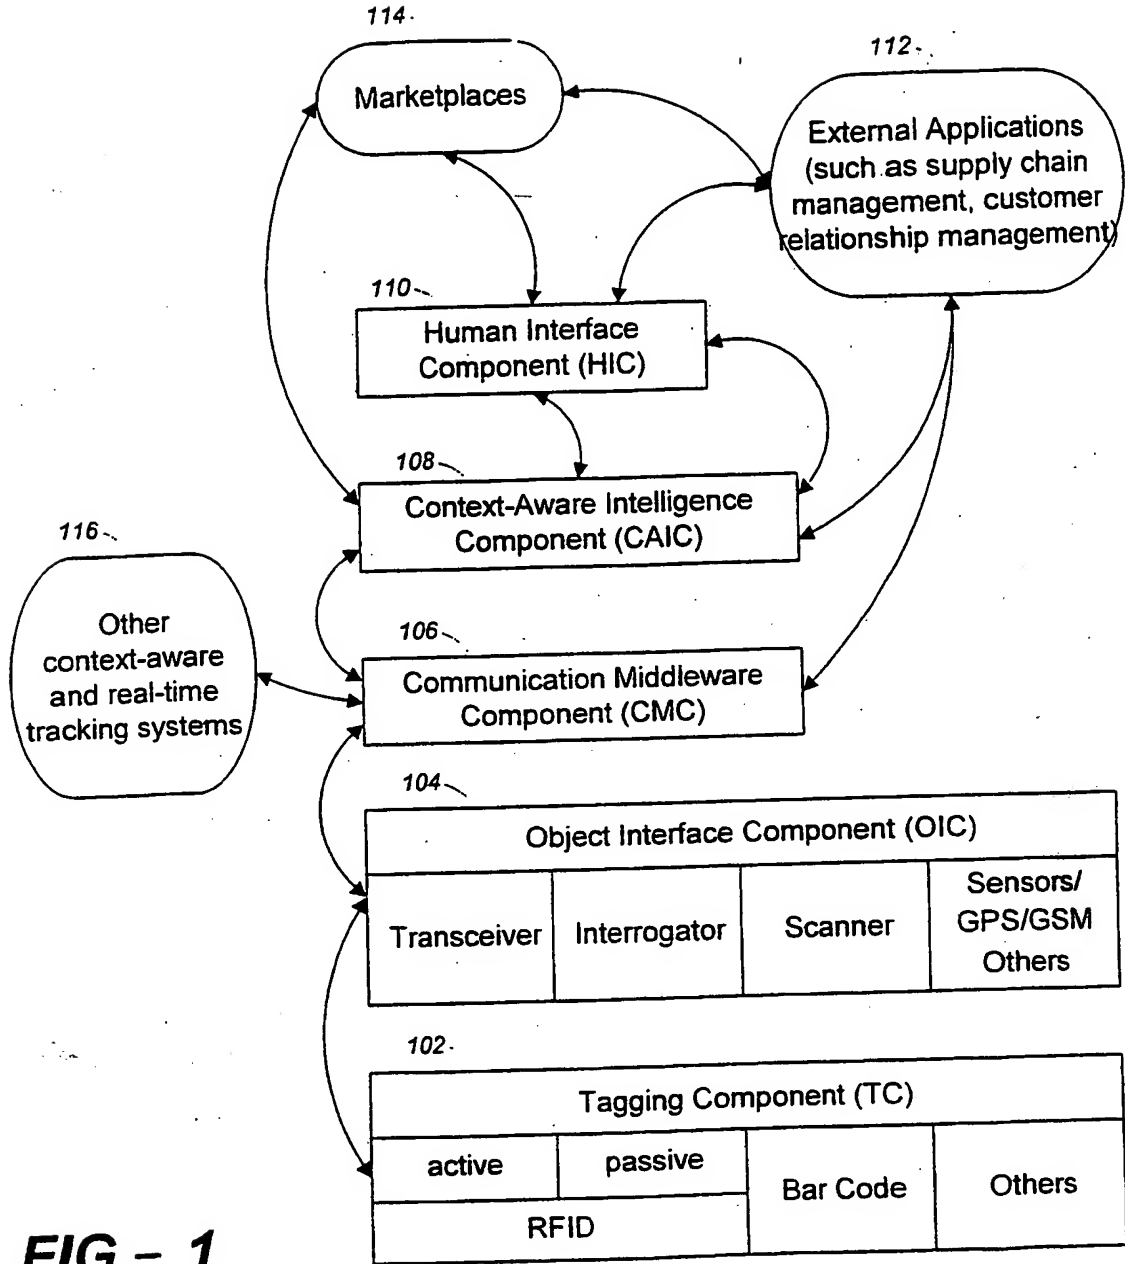 114
Marketplaces
112
External Applications
(such as supply chain
management, customer
relationship management)
110
Human Interface
Component (HIC)
108
Context-Aware Intelligence
Component (CAIC)
116
Other
context-aware
and real-time
tracking systems
106
Communication Middleware
Component (CMC)
104
Object Interface Component (OIC)
Transceiver
Interrogator
Scanner
Sensors/
GPS/GSM
Others
102
Tagging Component (TC)
active
passive
RFID
Bar Code
Others
FIG - 1